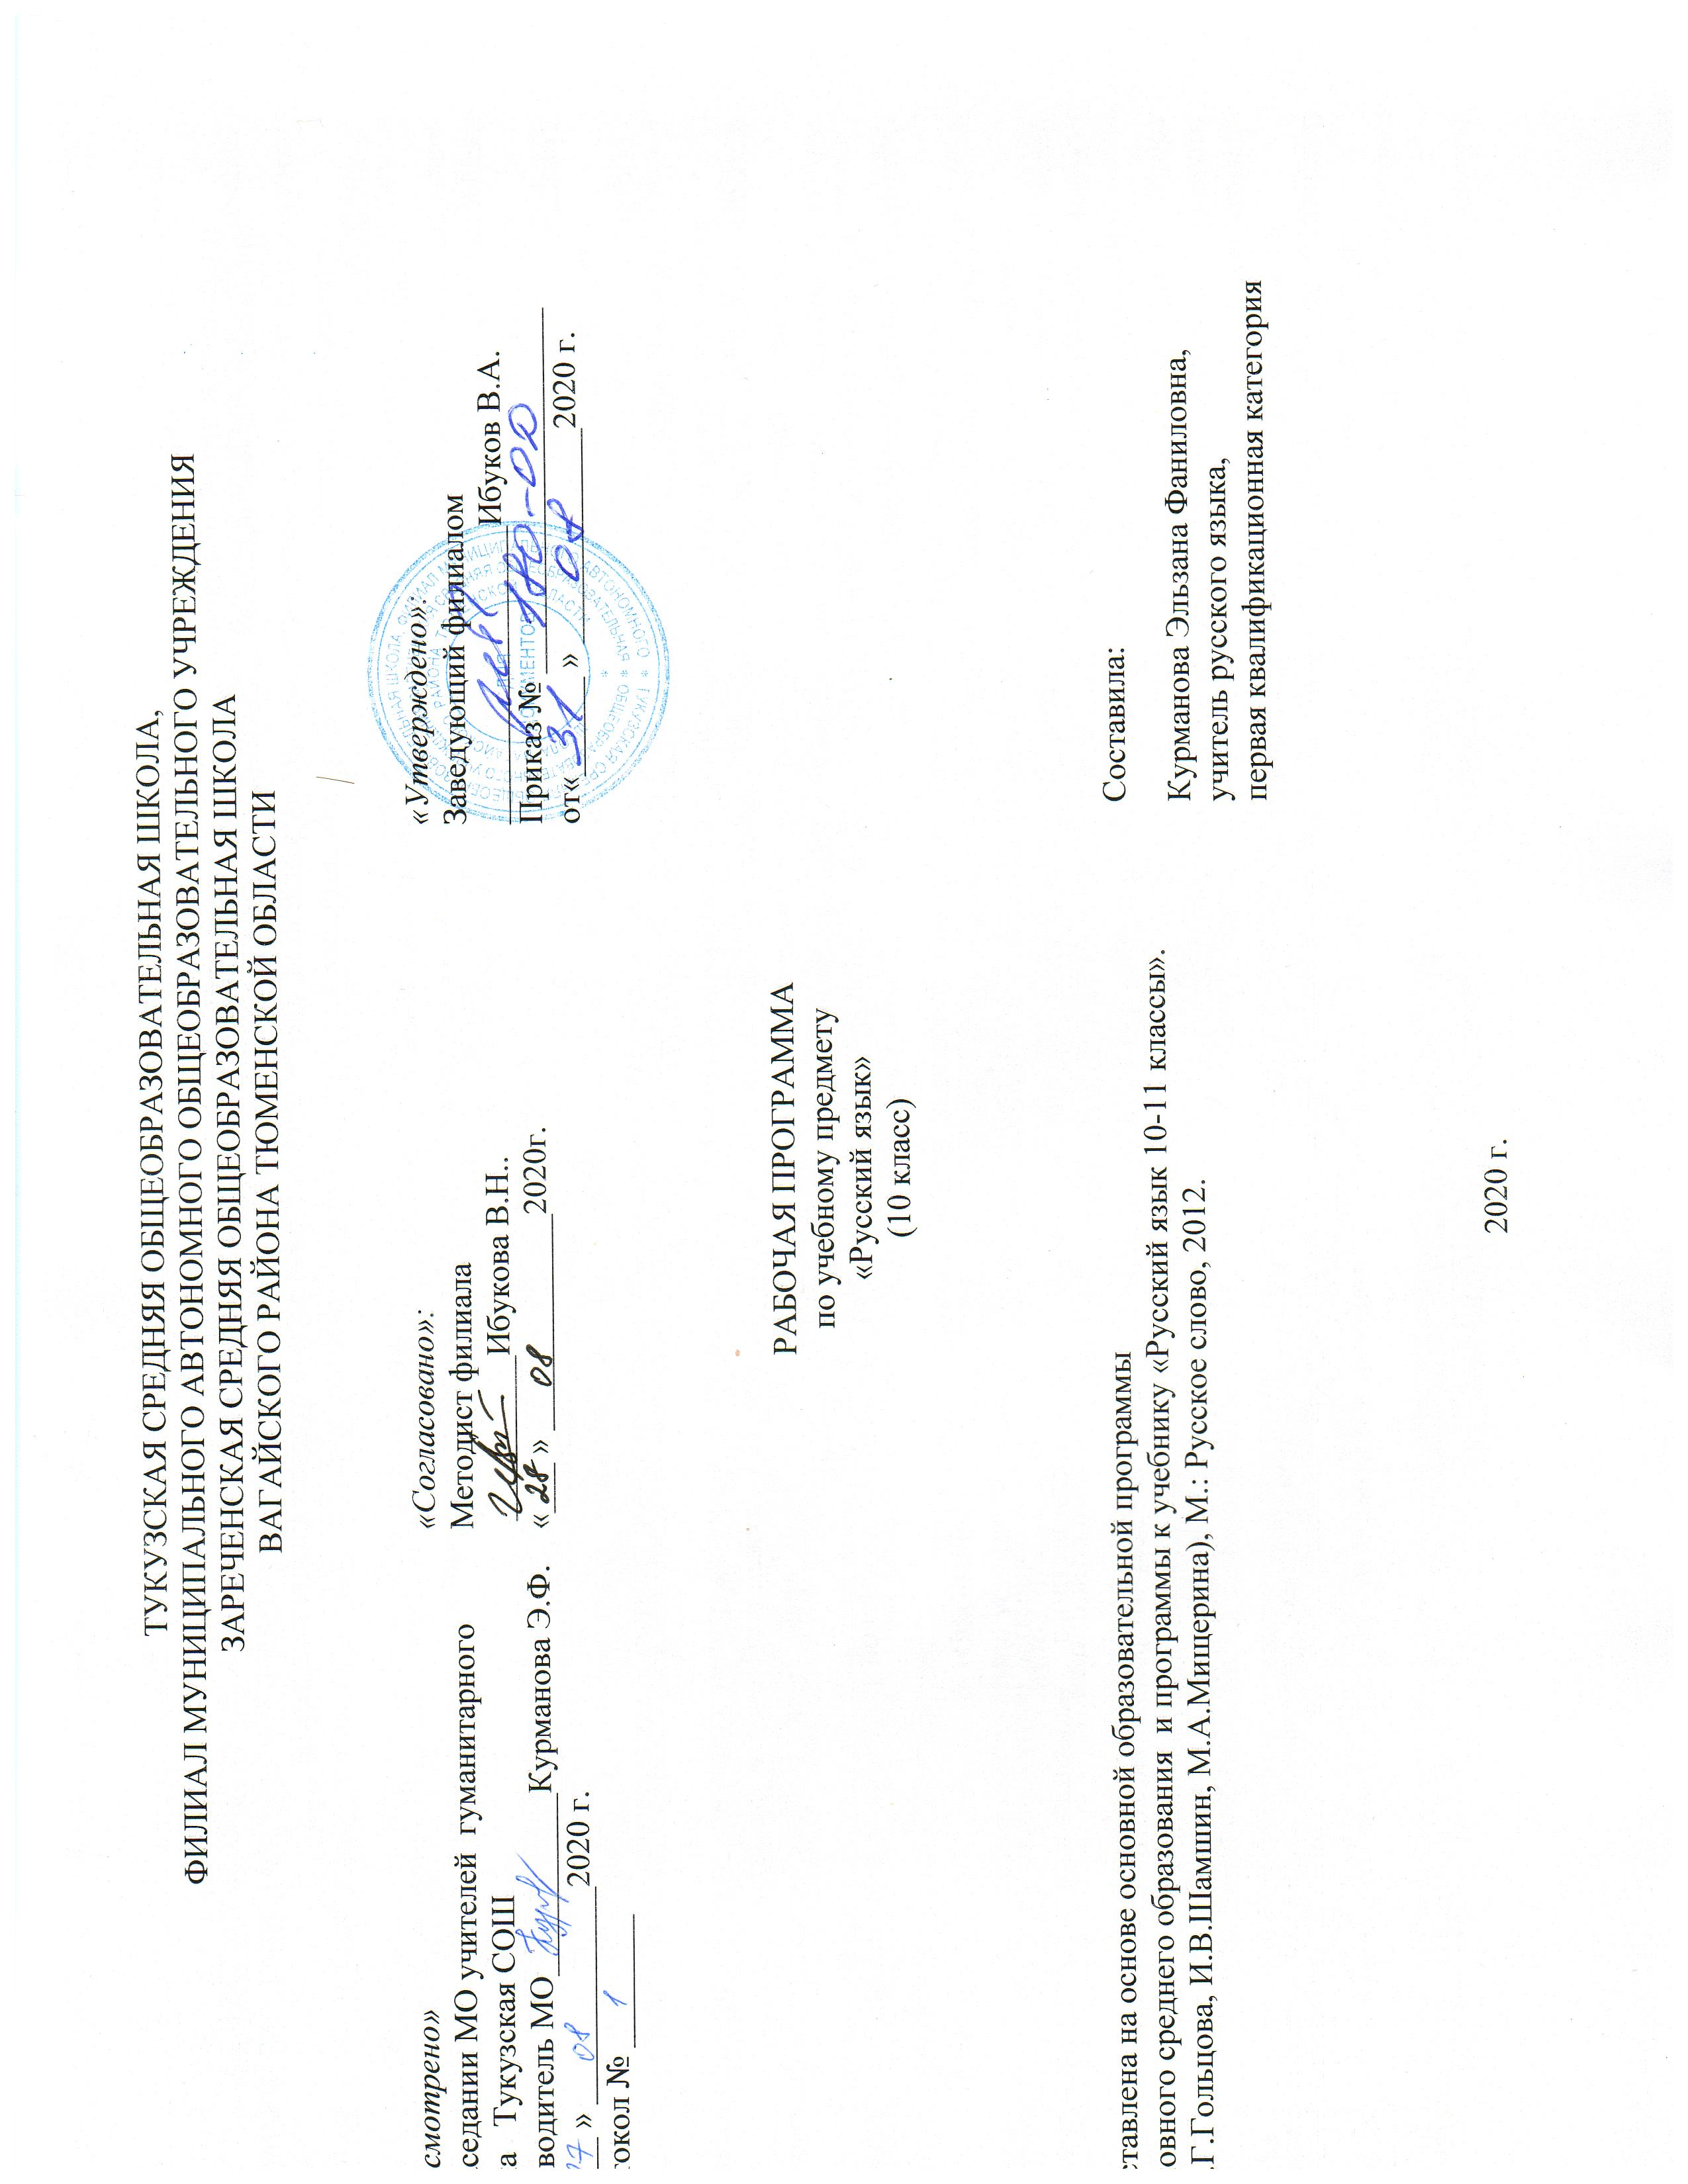 ТУКУЗСКАЯ СРЕДНЯЯ ОБЩЕОБРАЗОВАТЕЛЬНАЯ ШКОЛА,
ФИЛИАЛ МУНИЦИПАЛЬНОГО АВТОНОМНОГО ОБЩЕОБРАЗОВАТЕЛЬНОГО УЧРЕЖДЕНИЯ
ЗАРЕЧЕНСКАЯ СРЕДНЯЯ ОБЩЕОБРАЗОВАТЕЛЬНАЯ ШКОЛА
ВАГАЙСКОГО РАЙОНА ТЮМЕНСКОЙ ОБЛАСТИ
смотрено»
седании МО учителей гуманитарного
Тукузская СОШ
водитель МО Курманова Э.Ф.
» 08 2020 г.
токол № 1
«Согласовано»:
Методист филиала
Ибукова В.Н..
« 28 » 08 2020г.
«Утверждено»:
Заведующий филиалом
Ибуков В.А.
Приказ № 180-ОД
от« 31 » 08 2020 г.
РАБОЧАЯ ПРОГРАММА
по учебному предмету
«Русский язык»
(10 класс)
ставлена на основе основной образовательной программы
овного среднего образования и программы к учебнику «Русский язык 10-11 классы».
.Г.Гольцова, И.В.Шамшин, М.А.Мищерина), М.: Русское слово, 2012.
Составила:
Курманова Эльзана Фаниловна,
учитель русского языка,
первая квалификационная категория
2020 г.